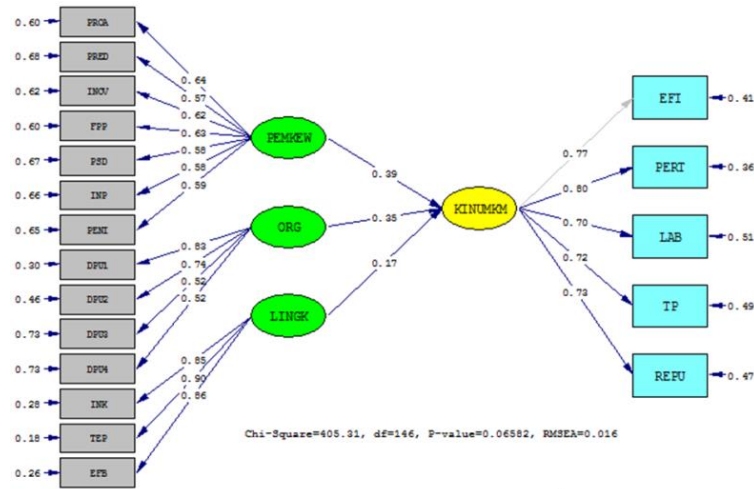 0.60 PROA
0.68 PRED
0.62 INOV
0.60 FPP
0.67 PSD
0.66 INP
0.65 PENI
0.30 DPU1
0.46 DPU2
0.73 DPU3
0.73 DPU4
0.28 INK
0.18 TEP
0.26 EFB
0.64
0.57
0.62
0.63
0.58
0.58
0.59
0.83
0.74
0.52
0.52
0.85
0.90
0.86
PEMKEW
ORG
LINGK
0.39
0.35
0.17
KINUMKM
0.77
0.80
0.70
0.72
0.73
EFI 0.41
PERT 0.36
LAB 0.51
TP 0.49
REPU 0.47
Chi-Square=405.31, df=146, P-value=0.06582, RMSEA=0.016